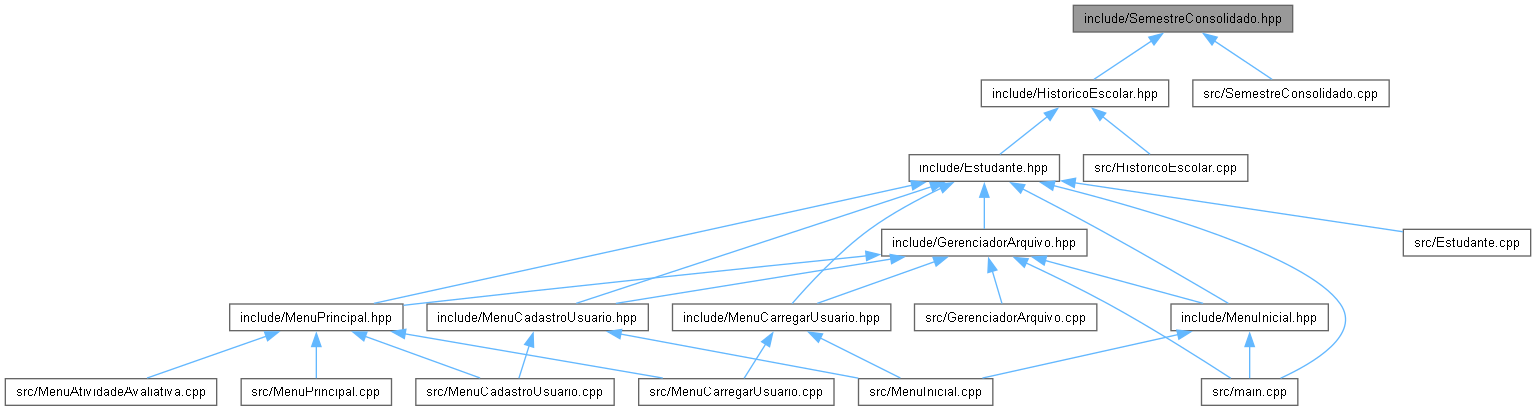 include/SemestreConsolidado.hpp
include/HistoricoEscolar.hpp
src/SemestreConsolidado.cpp
include/Estudante.hpp
src/HistoricoEscolar.cpp
include/GerenciadorArquivo.hpp
src/Estudante.cpp
include/MenuPrincipal.hpp
include/MenuCadastroUsuario.hpp
include/MenuCarregarUsuario.hpp
src/GerenciadorArquivo.cpp
include/MenuInicial.hpp
src/MenuAtividadeAvaliativa.cpp
src/MenuPrincipal.cpp
src/MenuCadastroUsuario.cpp
src/MenuCarregarUsuario.cpp
src/MenuInicial.cpp
src/main.cpp